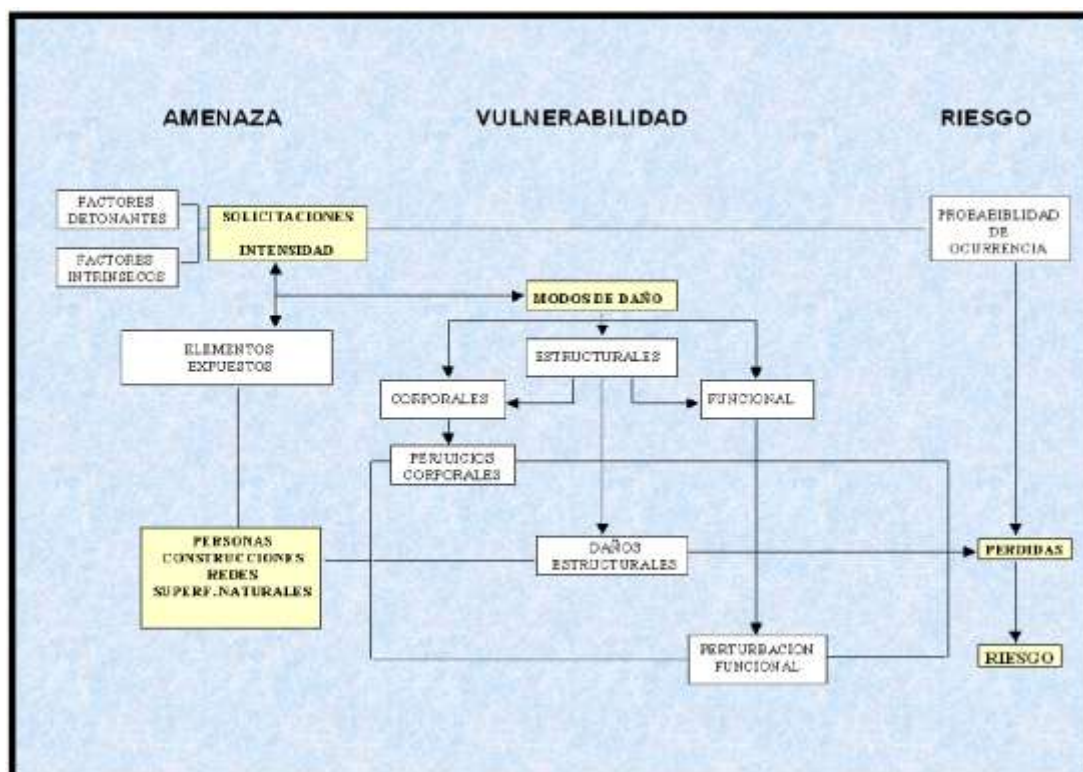 AMENAZA
VULNERABILIDAD
RIESGO
FACTORES
DETONANTES
SOLICITACIONES
INTENSIDAD
PROBABIBLIDAD
DE
OCURRENCIA
FACTORES
INTRINSECOS
MODOS DE DAÑO
ELEMENTOS
EXPUESTOS
ESTRUCTURALES
CORPORALES
FUNCIONAL
PERJUICIOS
CORPORALES
PERSONAS
CONSTRUCCIONES
REDES
SUPERF.NATURALES
DAÑOS
ESTRUCTURALES
PERDIDAS
PERTURBACION
FUNCIONAL
RIESGO